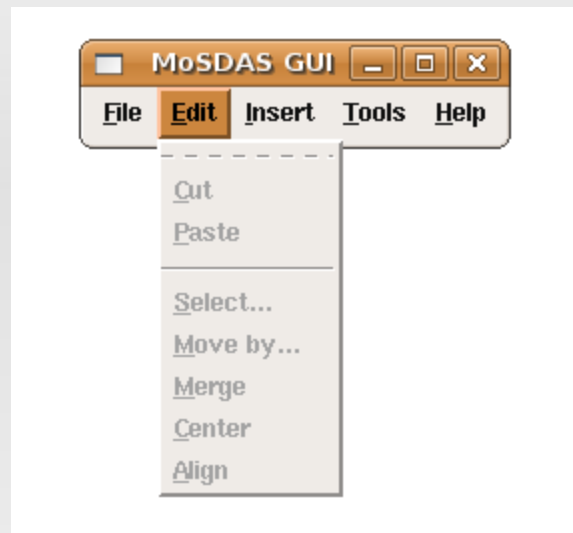 MoSDAS GUI
File Edit Insert Tools Help
Cut
Paste
Select...
Move by...
Merge
Center
Align